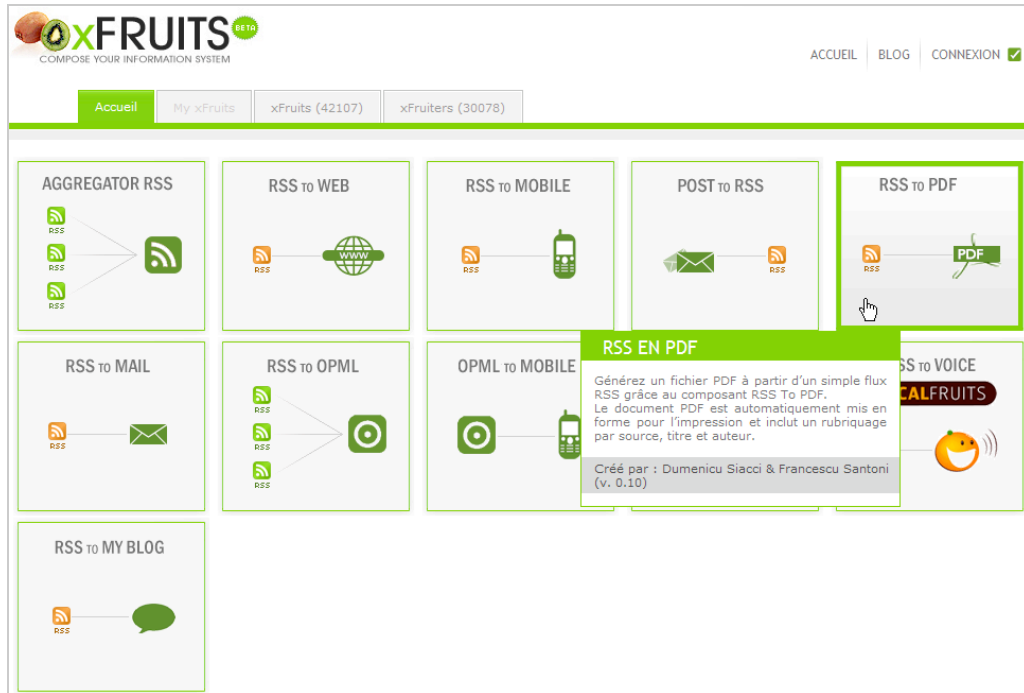 xFRUITS BETA
COMPOSE YOUR INFORMATION SYSTEM
ACCUEIL BLOG CONNEXION
Accueil My xFruits xFruits (42107) xFruiters (30078)
AGGREGATOR RSS
RSS
RSS
RSS
RSS TO WEB
RSS
WWW
RSS TO MOBILE
RSS
POST TO RSS
RSS
RSS TO PDF
RSS
PDF
RSS TO MAIL
RSS
RSS TO OPML
RSS
RSS
RSS
OPML TO MOBILE
RSS EN PDF
Générez un fichier PDF à partir d'un simple flux
RSS grâce au composant RSS To PDF.
Le document PDF est automatiquement mis en
forme pour l'impression et inclut un rubriquage
par source, titre et auteur.
Créé par : Dumenicu Siacci & Francescu Santoni
(v. 0.10)
SS TO VOICE
CALFRUITS
RSS TO MY BLOG
RSS